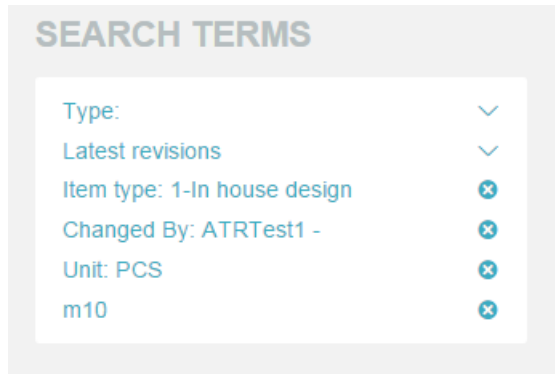 SEARCH TERMS
Type:
Latest revisions
Item type: 1-In house design
Changed By: ATRTest1 -
Unit: PCS
m10